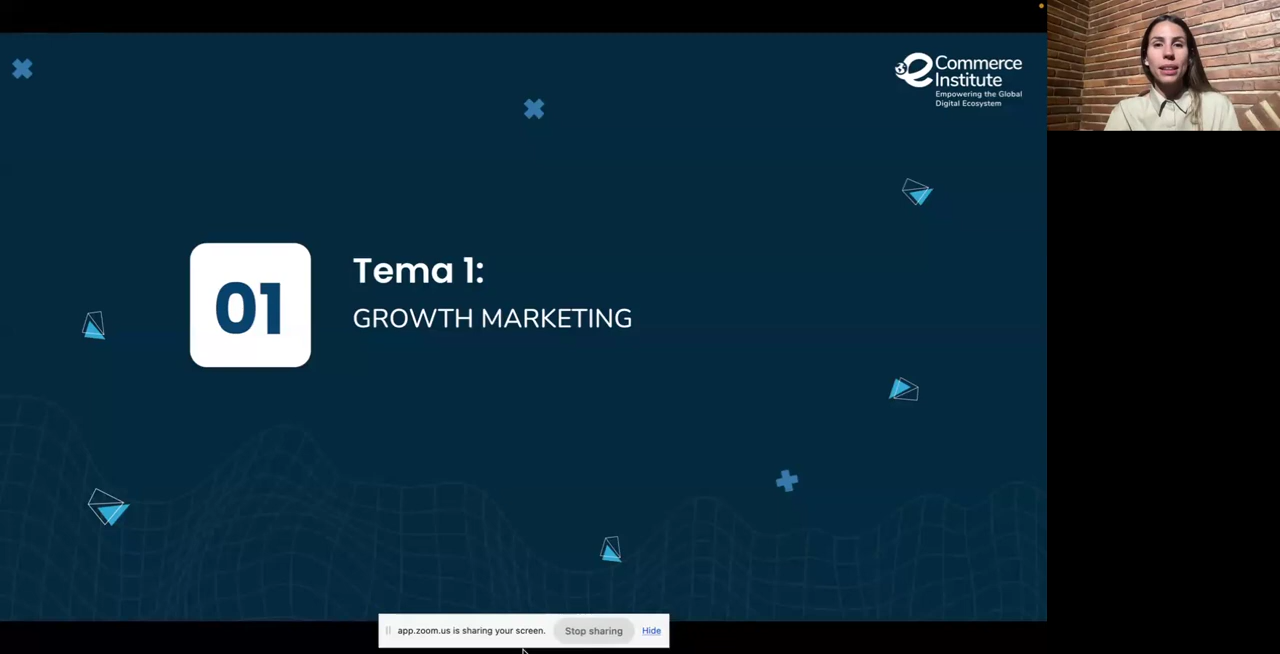 Commerce
Institute
Empowering the Global
Digital Ecosystem
01
Tema 1:
GROWTH MARKETING
app.zoom.us is sharing your screen.
Stop sharing
Hide